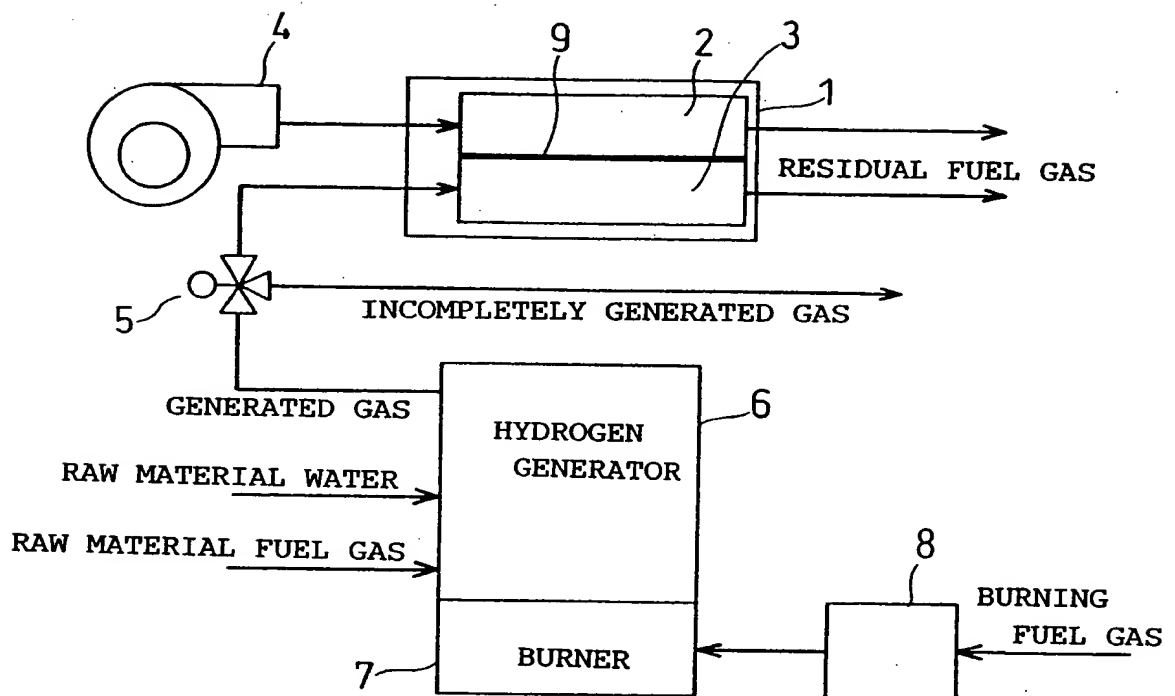 4
9
2
3
1
RESIDUAL FUEL GAS
5
INCOMPLETELY GENERATED GAS
GENERATED GAS
6
HYDROGEN
GENERATOR
RAW MATERIAL WATER
RAW MATERIAL FUEL GAS
8
BURNING
FUEL GAS
7
BURNER